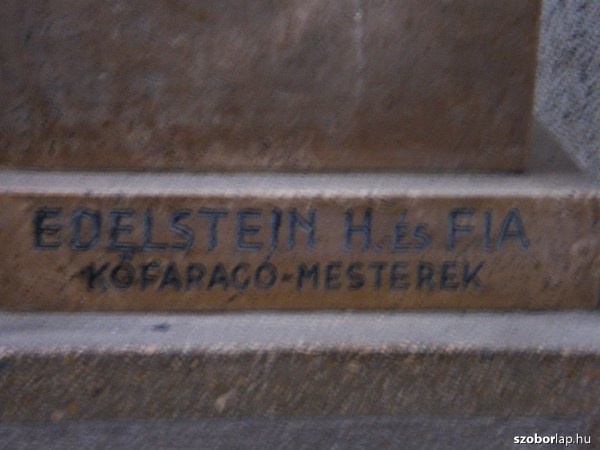 EDELSTEIN H. és FIA
KŐFARAGÓ-MESTEREK
szoborlap.hu